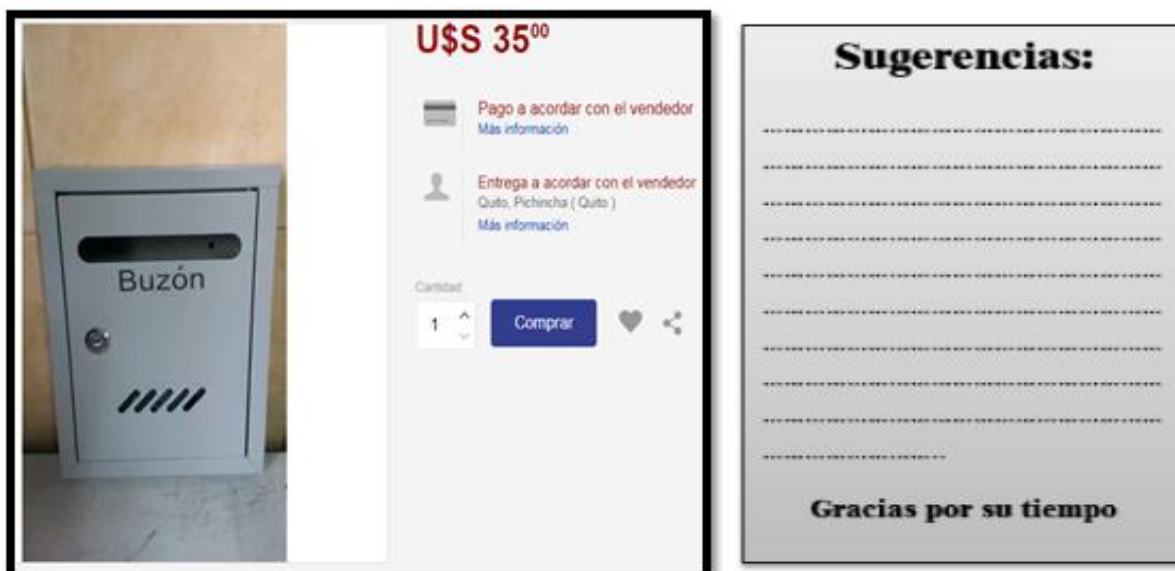 Buzón
U$S 35⁰⁰
Pago a acordar con el vendedor
Más información
Entrega a acordar con el vendedor
Quito, Pichincha ( Quito )
Más información
Cantidad
1
Comprar
Sugerencias:
Gracias por su tiempo